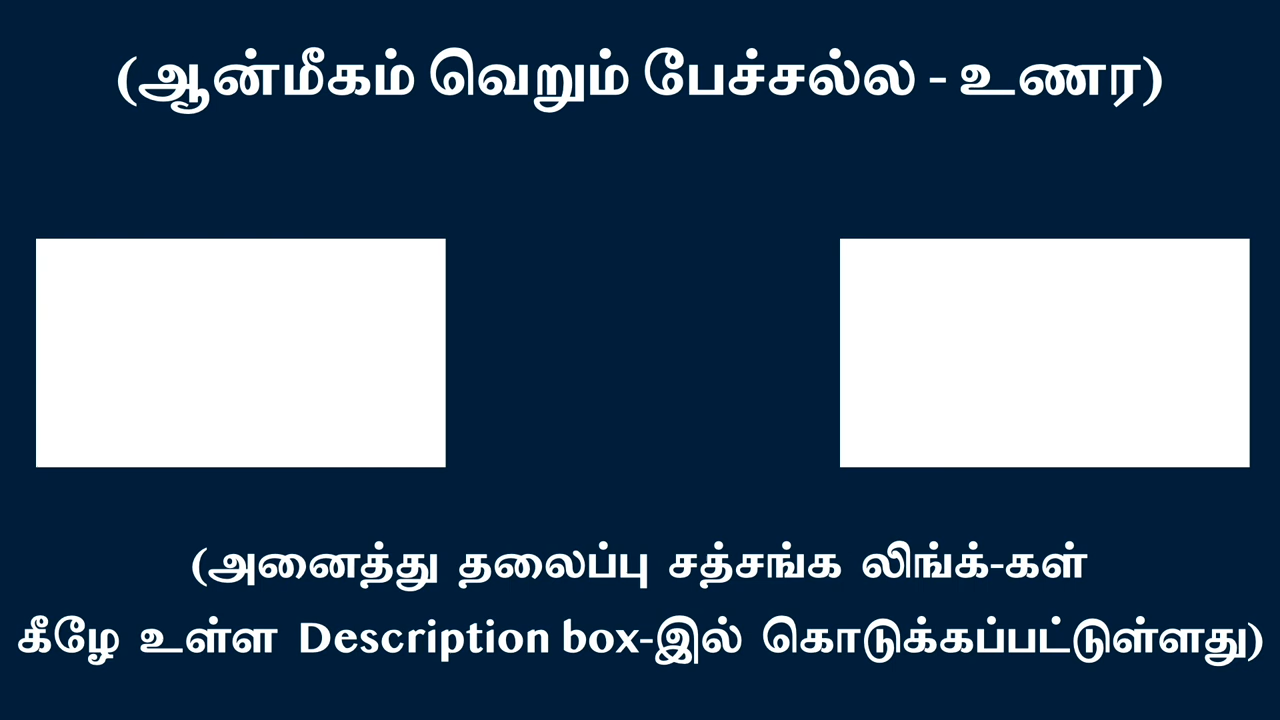 (ஆன்மீகம் வெறும் பேச்சல்ல - உணர)
(அனைத்து தலைப்பு சத்சங்க லிங்க்-கள்
கீழே உள்ள Description box-இல் கொடுக்கப்பட்டுள்ளது)